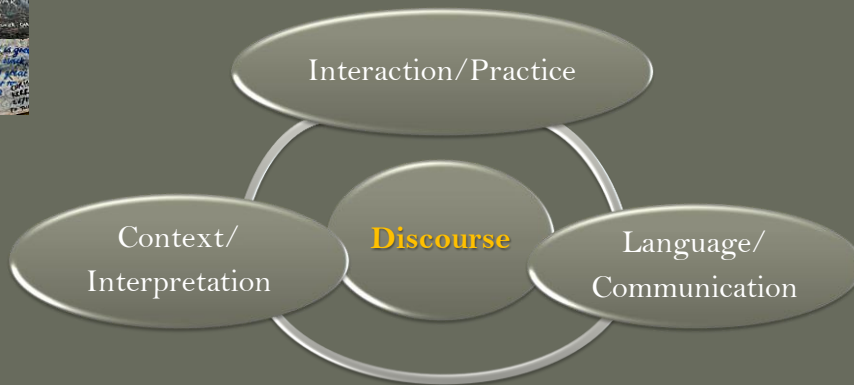 Interaction/Practice
Context/
Interpretation
Discourse
Language/
Communication